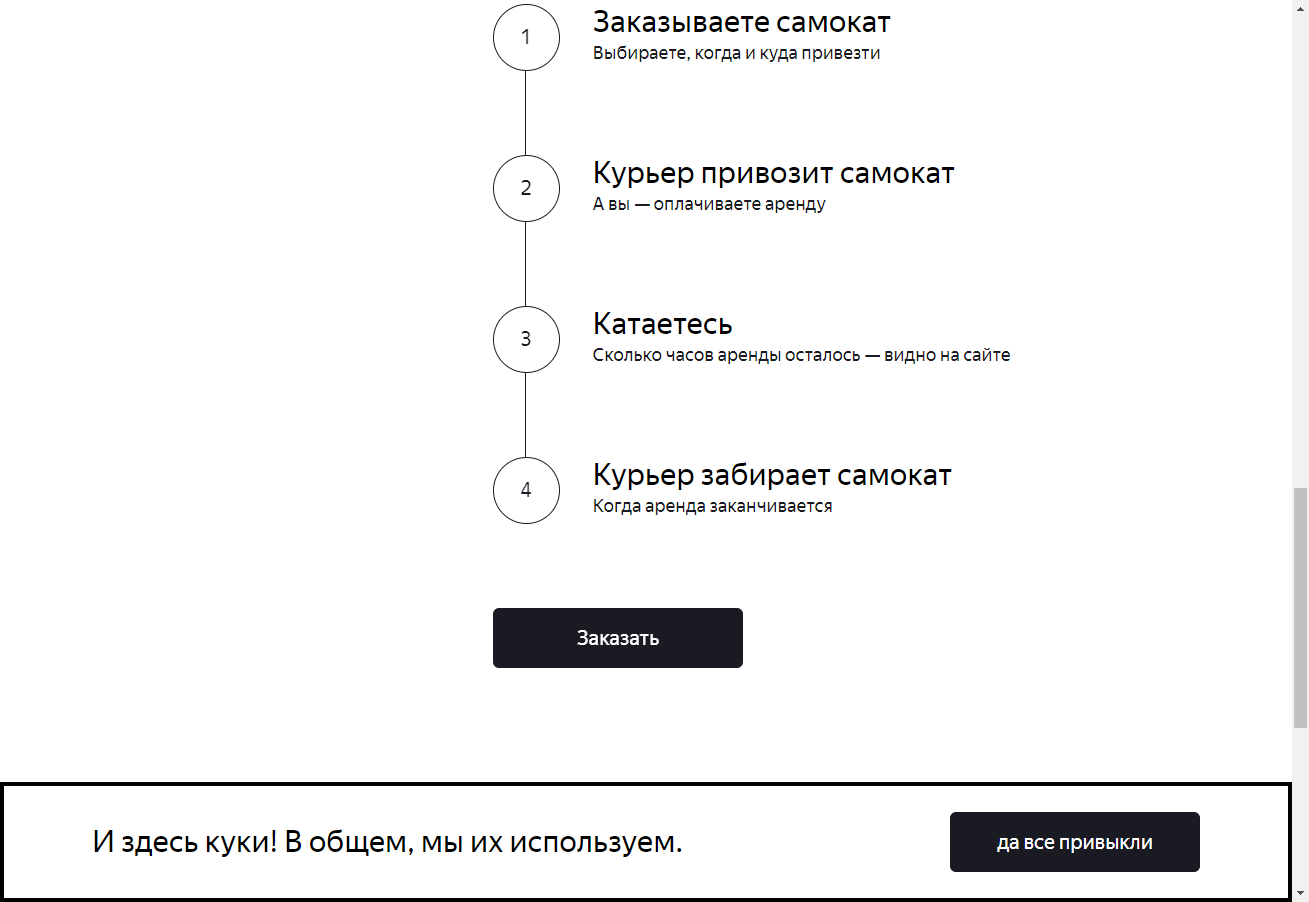 1
Заказываете самокат
Выбираете, когда и куда привезти
2
Курьер привозит самокат
А вы — оплачиваете аренду
3
Катаетесь
Сколько часов аренды осталось — видно на сайте
4
Курьер забирает самокат
Когда аренда заканчивается
Заказать
И здесь куки! В общем, мы их используем.
да все привыкли